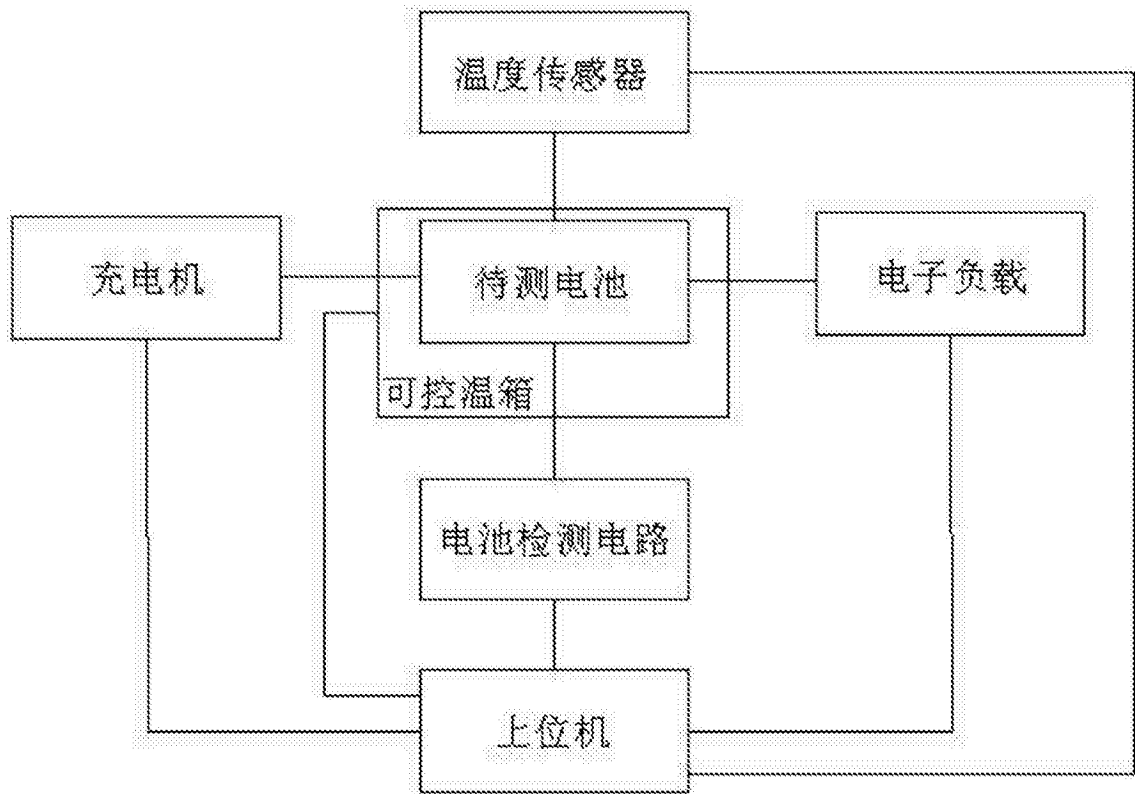 温度传感器
充电机
待测电池
电子负载
可控温箱
电池检测电路
上位机